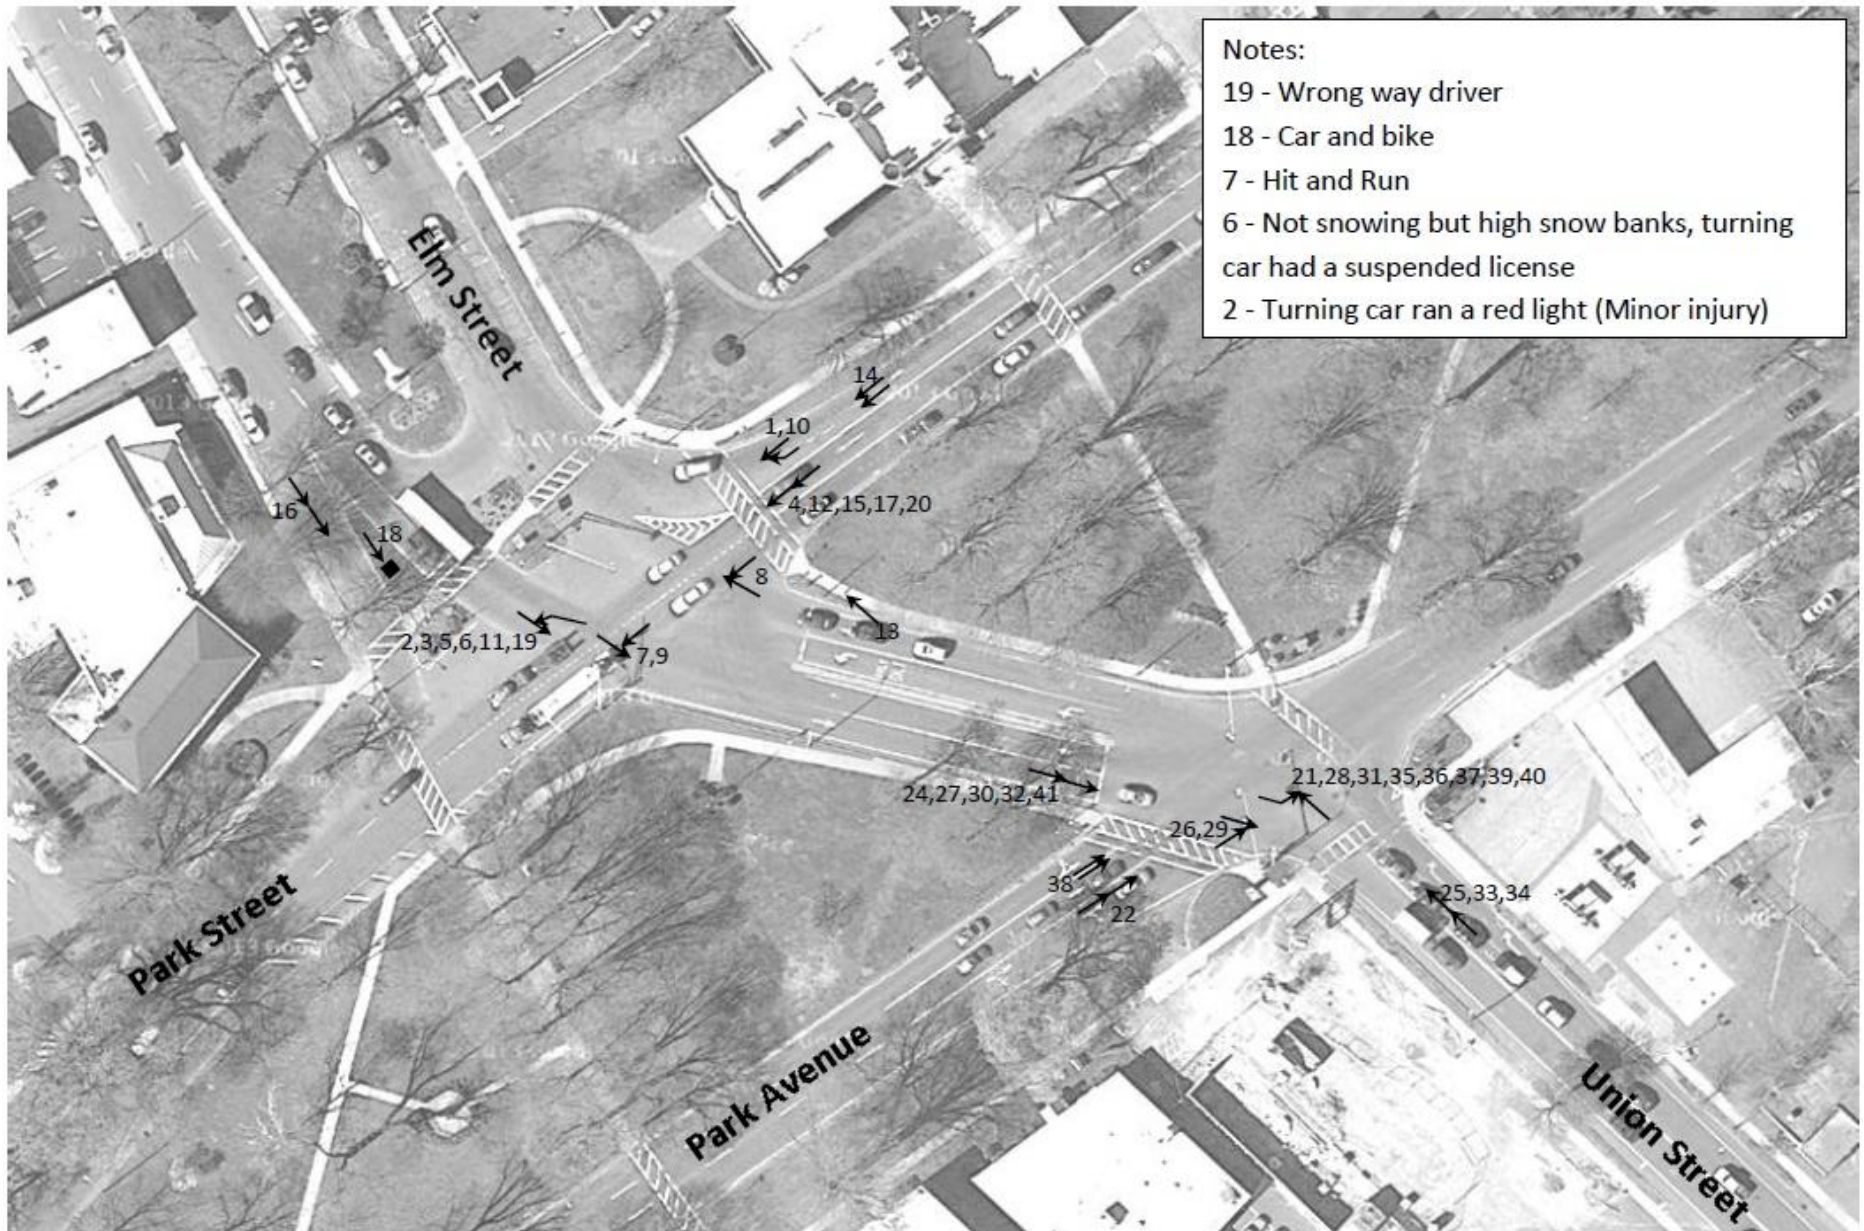 Notes:
19 - Wrong way driver
18 - Car and bike
7 - Hit and Run
6 - Not snowing but high snow banks, turning
car had a suspended license
2 - Turning car ran a red light (Minor injury)
Elm Street
14
1,10
4,12,15,17,20
16
18
8
13
2,3,5,6,11,19
7,9
21,28,31,35,36,37,39,40
24,27,30,32,41
26,29
38
22
25,33,34
Park Street
Park Avenue
Union Street